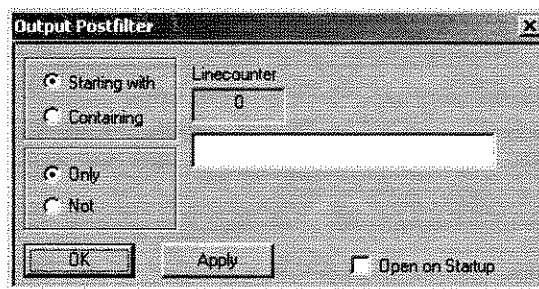 Output Postfilter
Starting with
Containing
Linecounter
0
Only
Not
OK
Apply
Open on Startup